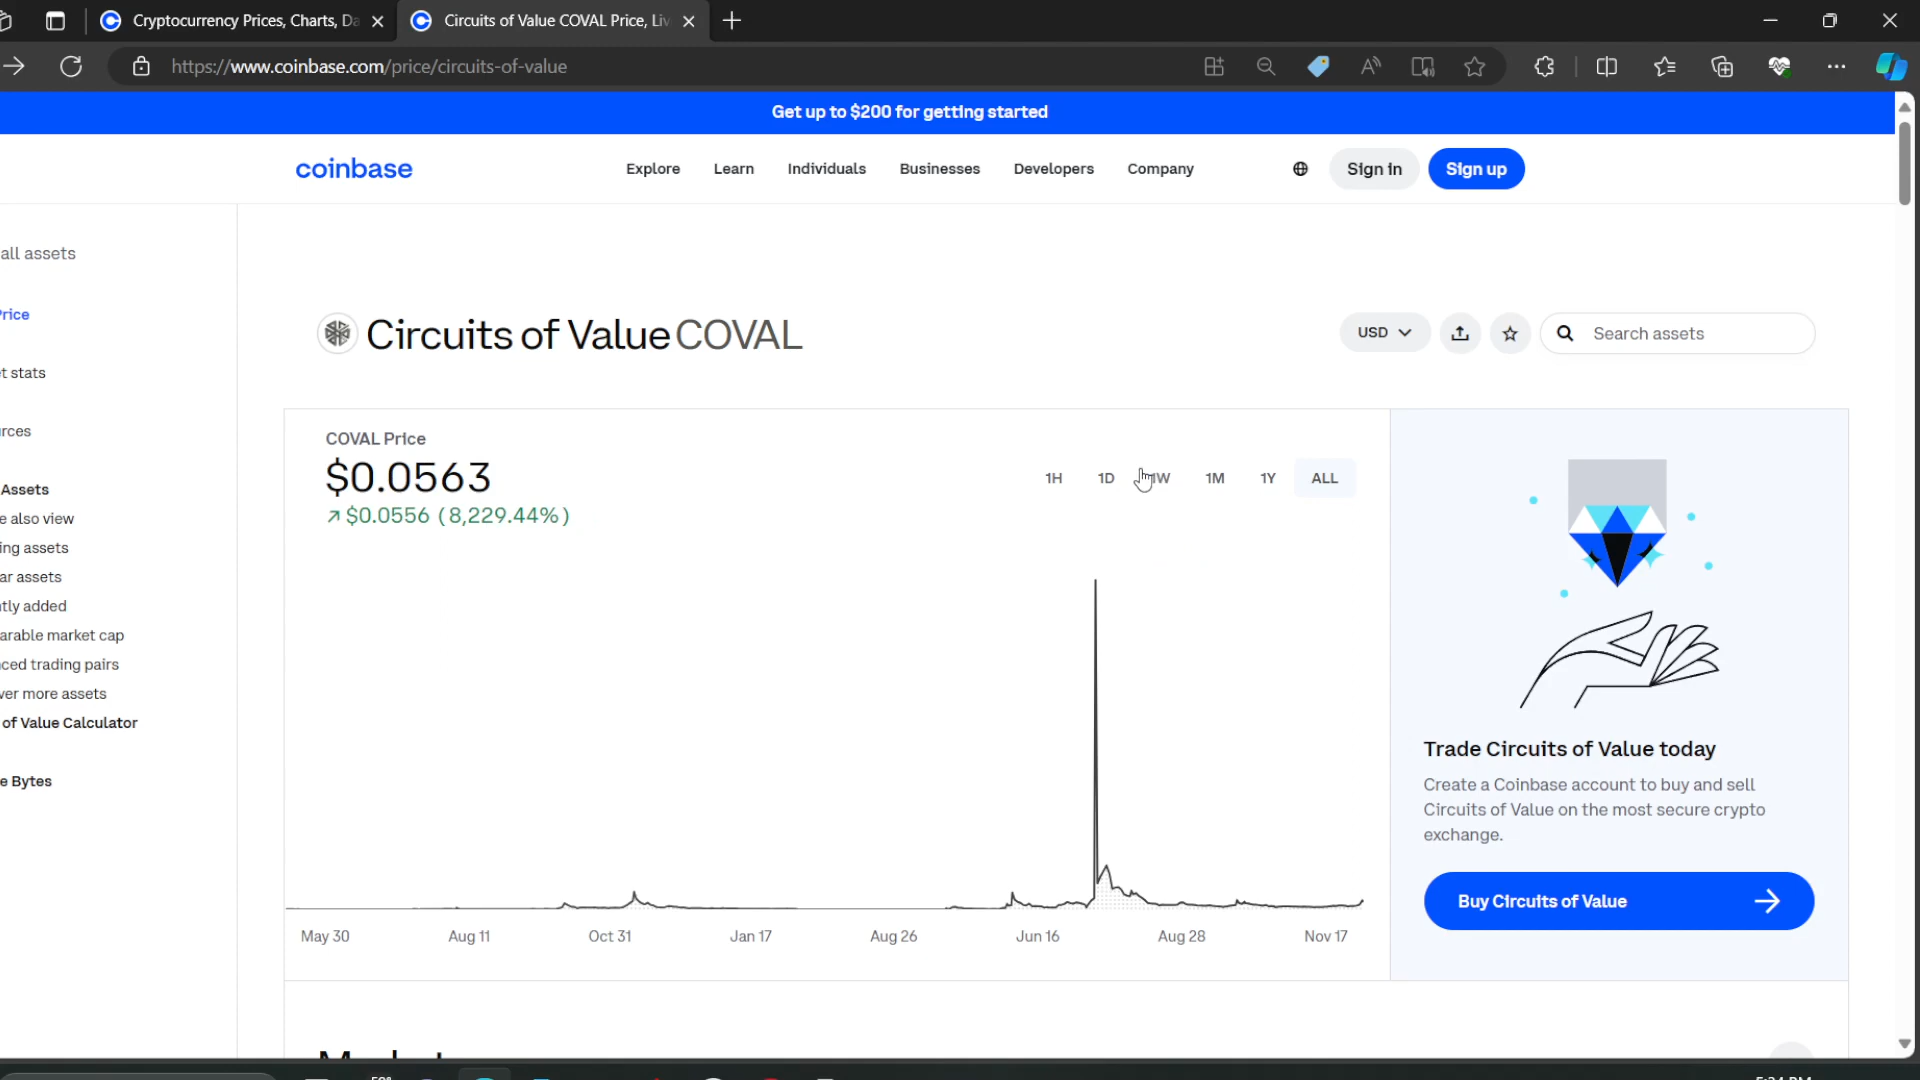 Cryptocurrency Prices, Charts, Da
Circuits of Value COVAL Price, Liv
https://www.coinbase.com/price/circuits-of-value
Get up to $200 for getting started
coinbase
Explore
Learn
Individuals
Businesses
Developers
Company
Sign in
Sign up
all assets
Price
t stats
rces
Assets
e also view
ing assets
ar assets
tly added
arable market cap
ced trading pairs
ver more assets
of Value Calculator
e Bytes
Circuits of Value COVAL
USD
Search assets
COVAL Price
$0.0563
$0.0556 (8,229.44%)
1H
1D
1W
1M
1Y
ALL
May 30
Aug 11
Oct 31
Jan 17
Aug 26
Jun 16
Aug 28
Nov 17
Trade Circuits of Value today
Create a Coinbase account to buy and sell
Circuits of Value on the most secure crypto
exchange.
Buy Circuits of Value